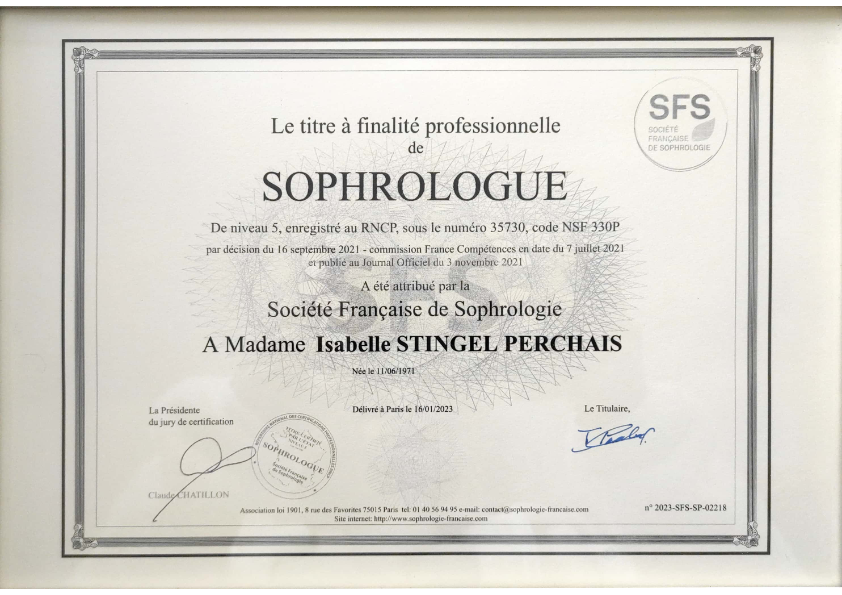 SFS
SOCIÉTÉ
FRANÇAISE
DE SOPHROLOGIE
Le titre à finalité professionnelle
de
SOPHROLOGUE
De niveau 5, enregistré au RNCP, sous le numéro 35730, code NSF 330P
par décision du 16 septembre 2021 - commission France Compétences en date du 7 juillet 2021
et publié au Journal Officiel du 3 novembre 2021
A été attribué par la
SFS
Société Française de Sophrologie
A Madame Isabelle STINGEL PERCHAIS
Née le 11/06/1971
La Présidente
du jury de certification
Délivré à Paris le 16/01/2023
Le Titulaire,
SOPHROLOGUE
Société Française
de Sophrologie
Claude CHATILLON
Association loi 1901, 8 rue des Favorites 75015 Paris tel: 01 40 56 94 95 e-mail: contact@sophrologie-francaise.com
Site internet: http://www.sophrologie-francaise.com
n° 2023-SFS-SP-02218